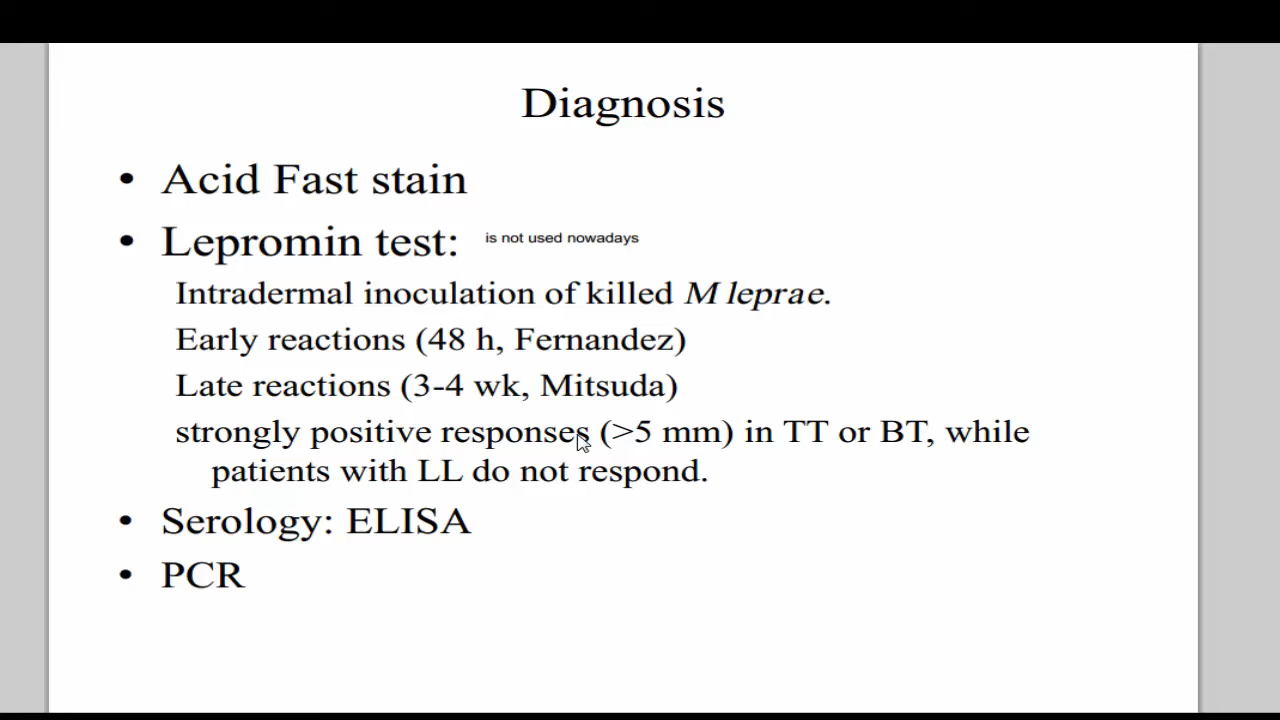 Diagnosis
• Acid Fast stain
• Lepromin test: is not used nowadays
Intradermal inoculation of killed M leprae.
Early reactions (48 h, Fernandez)
Late reactions (3-4 wk, Mitsuda)
strongly positive responses (>5 mm) in TT or BT, while
patients with LL do not respond.
• Serology: ELISA
• PCR